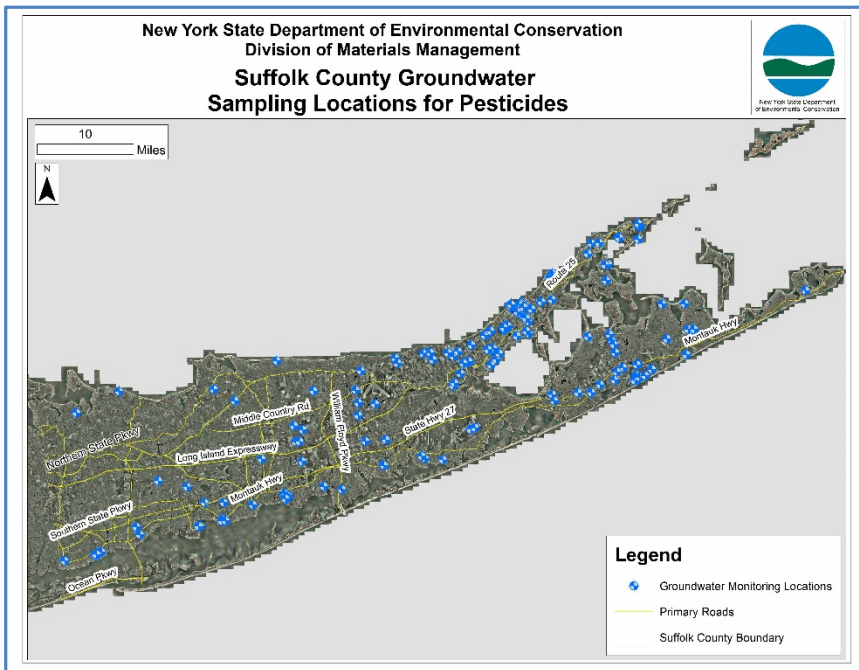 New York State Department of Environmental Conservation
Division of Materials Management
Suffolk County Groundwater
Sampling Locations for Pesticides
New York State Department
of Environmental Conservation
10
Miles
N
Route 25
Montauk Hwy
Middle Country Rd
William Floyd Pkwy
State Hwy 27
Northern State Pkwy
Long Island Expressway
Montauk Hwy
Southern State Pkwy
Ocean Pkwy
Legend
Groundwater Monitoring Locations
Primary Roads
Suffolk County Boundary